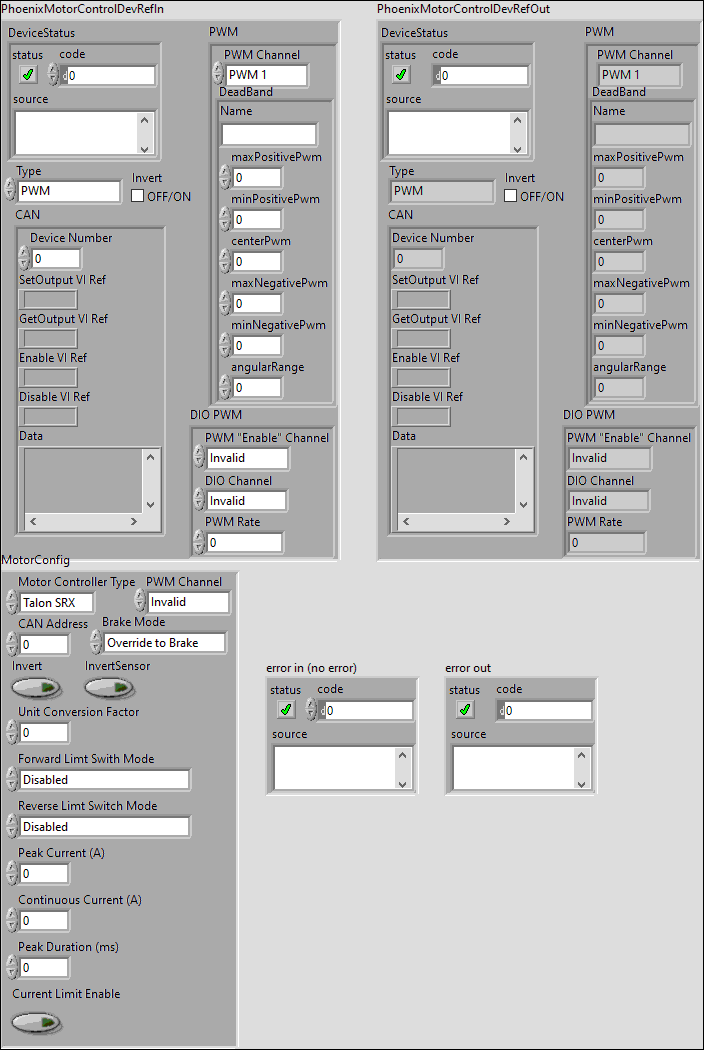 PhoenixMotorControlDevRefIn
DeviceStatus
status
code
d 0
source
Type
PWM
Invert
OFF/ON
CAN
Device Number
0
SetOutput VI Ref
GetOutput VI Ref
Enable VI Ref
Disable VI Ref
Data
PWM
PWM Channel
PWM 1
DeadBand
Name
maxPositivePwm
0
minPositivePwm
0
centerPwm
0
maxNegativePwm
0
minNegativePwm
0
angularRange
0
DIO PWM
PWM "Enable" Channel
Invalid
DIO Channel
Invalid
PWM Rate
0
PhoenixMotorControlDevRefOut
DeviceStatus
status
code
d 0
source
Type
PWM
Invert
OFF/ON
CAN
Device Number
0
SetOutput VI Ref
GetOutput VI Ref
Enable VI Ref
Disable VI Ref
Data
PWM
PWM Channel
PWM 1
DeadBand
Name
maxPositivePwm
0
minPositivePwm
0
centerPwm
0
maxNegativePwm
0
minNegativePwm
0
angularRange
0
DIO PWM
PWM "Enable" Channel
Invalid
DIO Channel
Invalid
PWM Rate
0
MotorConfig
Motor Controller Type
Talon SRX
PWM Channel
Invalid
CAN Address
0
Brake Mode
Override to Brake
Invert
InvertSensor
Unit Conversion Factor
0
Forward Limt Swith Mode
Disabled
Reverse Limt Switch Mode
Disabled
Peak Current (A)
0
Continuous Current (A)
0
Peak Duration (ms)
0
Current Limit Enable
error in (no error)
status
code
d 0
source
error out
status
code
d 0
source